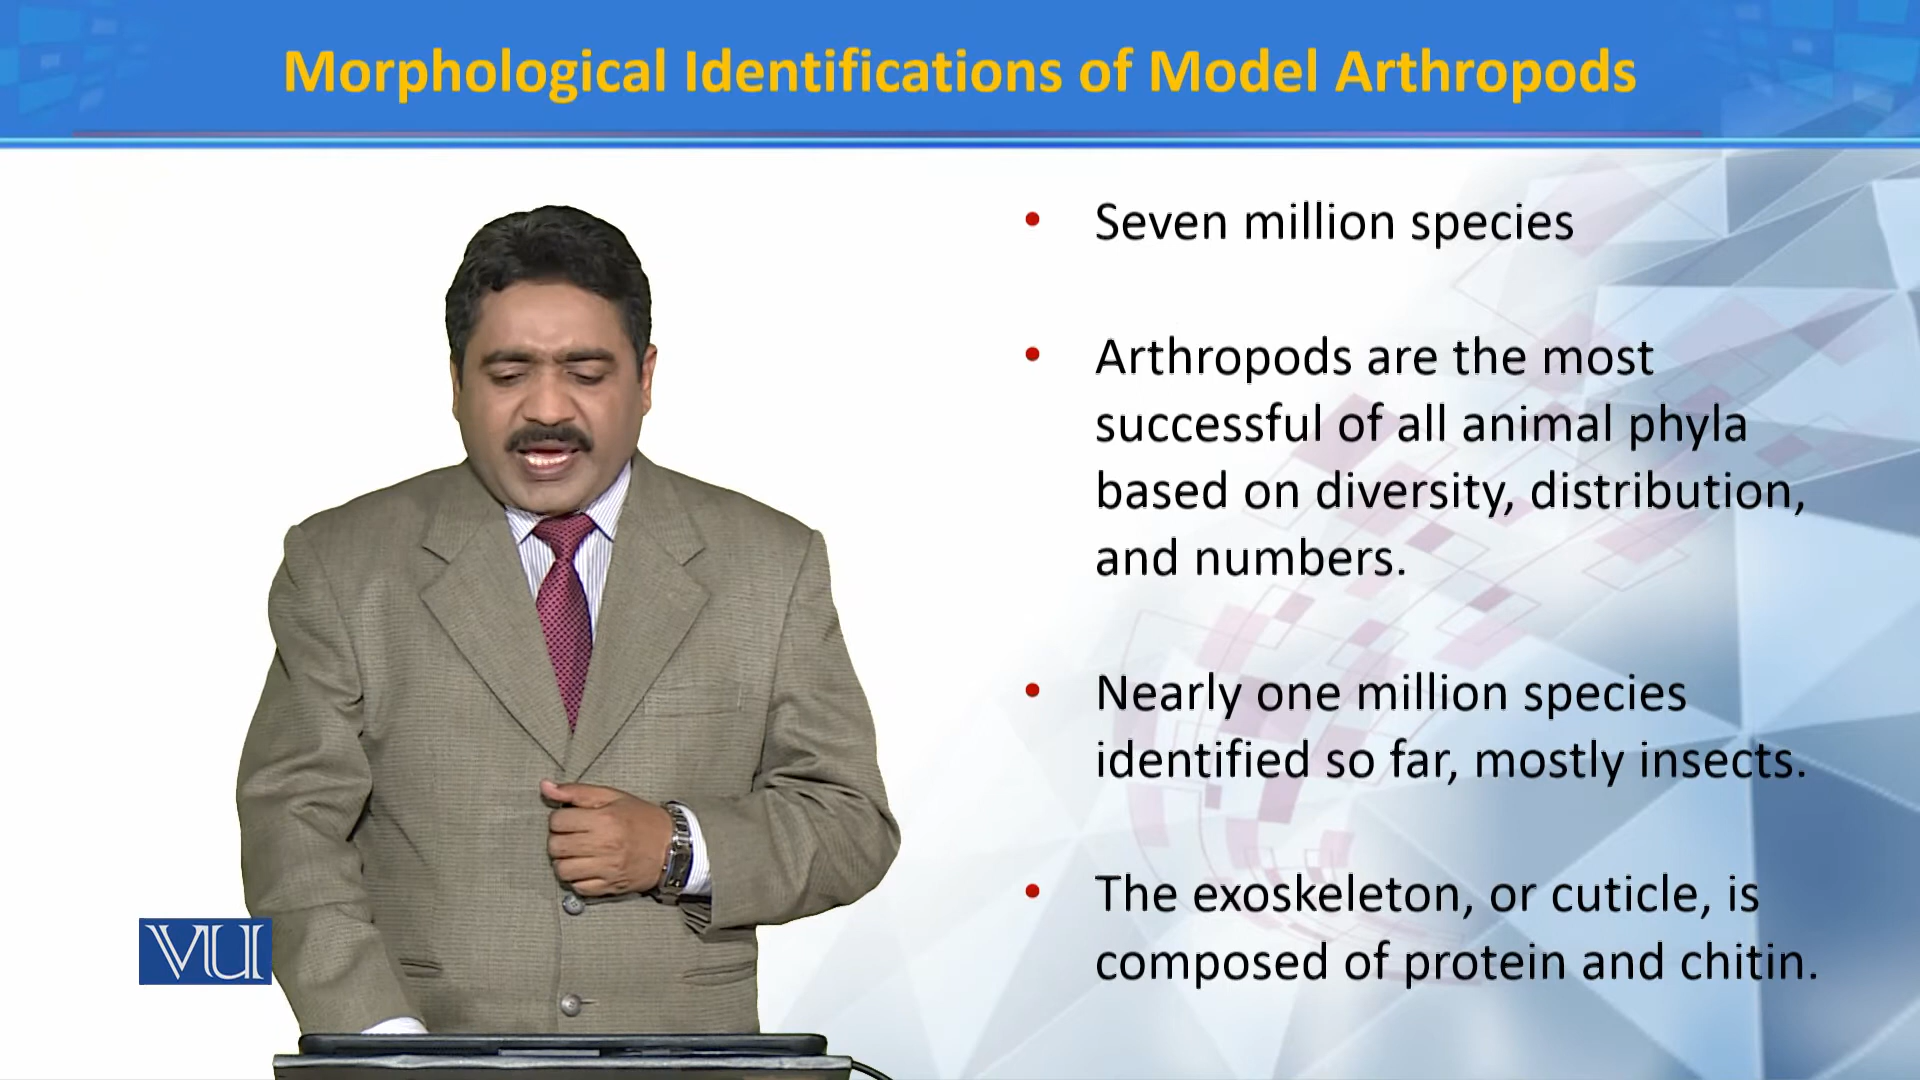 Morphological Identifications of Model Arthropods
• Seven million species
• Arthropods are the most
successful of all animal phyla
based on diversity, distribution,
and numbers.
• Nearly one million species
identified so far, mostly insects.
• The exoskeleton, or cuticle, is
composed of protein and chitin.
VU